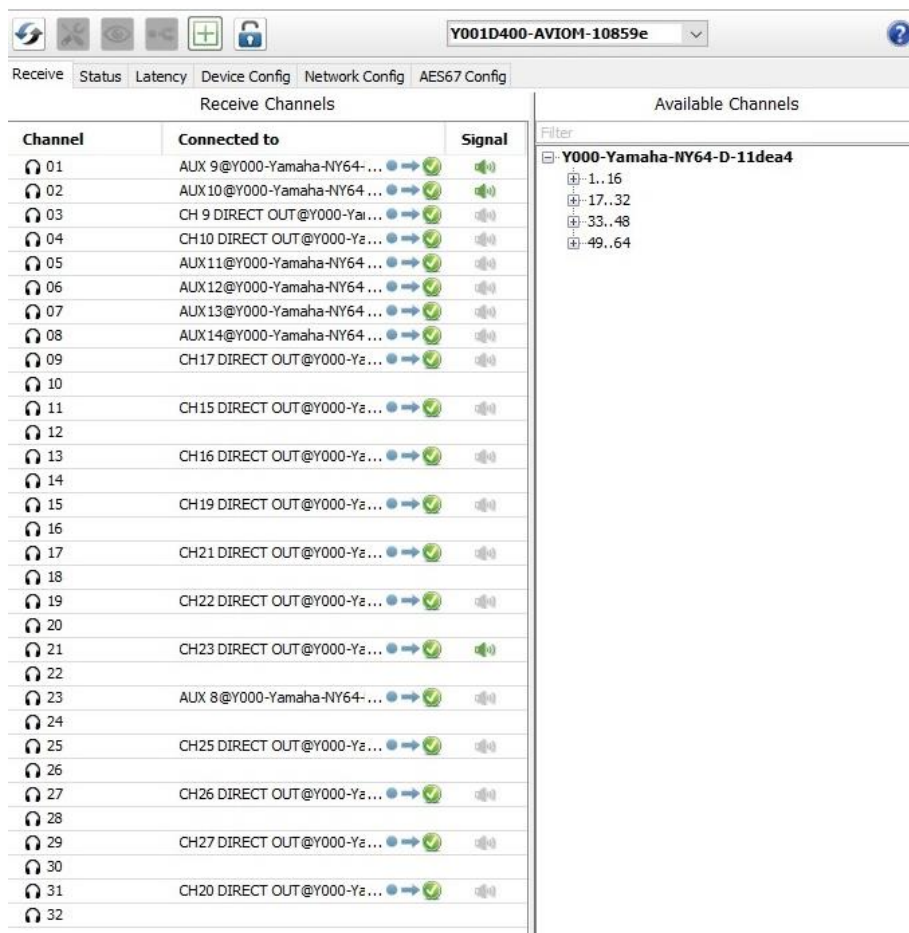 Y001D400-AVIOM-10859e
Receive Status Latency Device Config Network Config AES67 Config
Receive Channels
Available Channels
Channel Connected to Signal
Filter
01 AUX 9@Y000-Yamaha-NY64-...
Y000-Yamaha-NY64-D-11dea4
1..16
02 AUX10@Y000-Yamaha-NY64 ...
17..32
03 CH 9 DIRECT OUT@Y000-Yar...
33..48
04 CH10 DIRECT OUT@Y000-Ya...
49..64
05 AUX11@Y000-Yamaha-NY64 ...
06 AUX12@Y000-Yamaha-NY64 ...
07 AUX13@Y000-Yamaha-NY64 ...
08 AUX14@Y000-Yamaha-NY64 ...
09 CH17 DIRECT OUT@Y000-Ya...
10
11 CH15 DIRECT OUT@Y000-Ya...
12
13 CH16 DIRECT OUT@Y000-Ya...
14
15 CH19 DIRECT OUT@Y000-Ya...
16
17 CH21 DIRECT OUT@Y000-Ya...
18
19 CH22 DIRECT OUT@Y000-Ya...
20
21 CH23 DIRECT OUT@Y000-Ya...
22
23 AUX 8@Y000-Yamaha-NY64-...
24
25 CH25 DIRECT OUT@Y000-Ya...
26
27 CH26 DIRECT OUT@Y000-Ya...
28
29 CH27 DIRECT OUT@Y000-Ya...
30
31 CH20 DIRECT OUT@Y000-Ya...
32